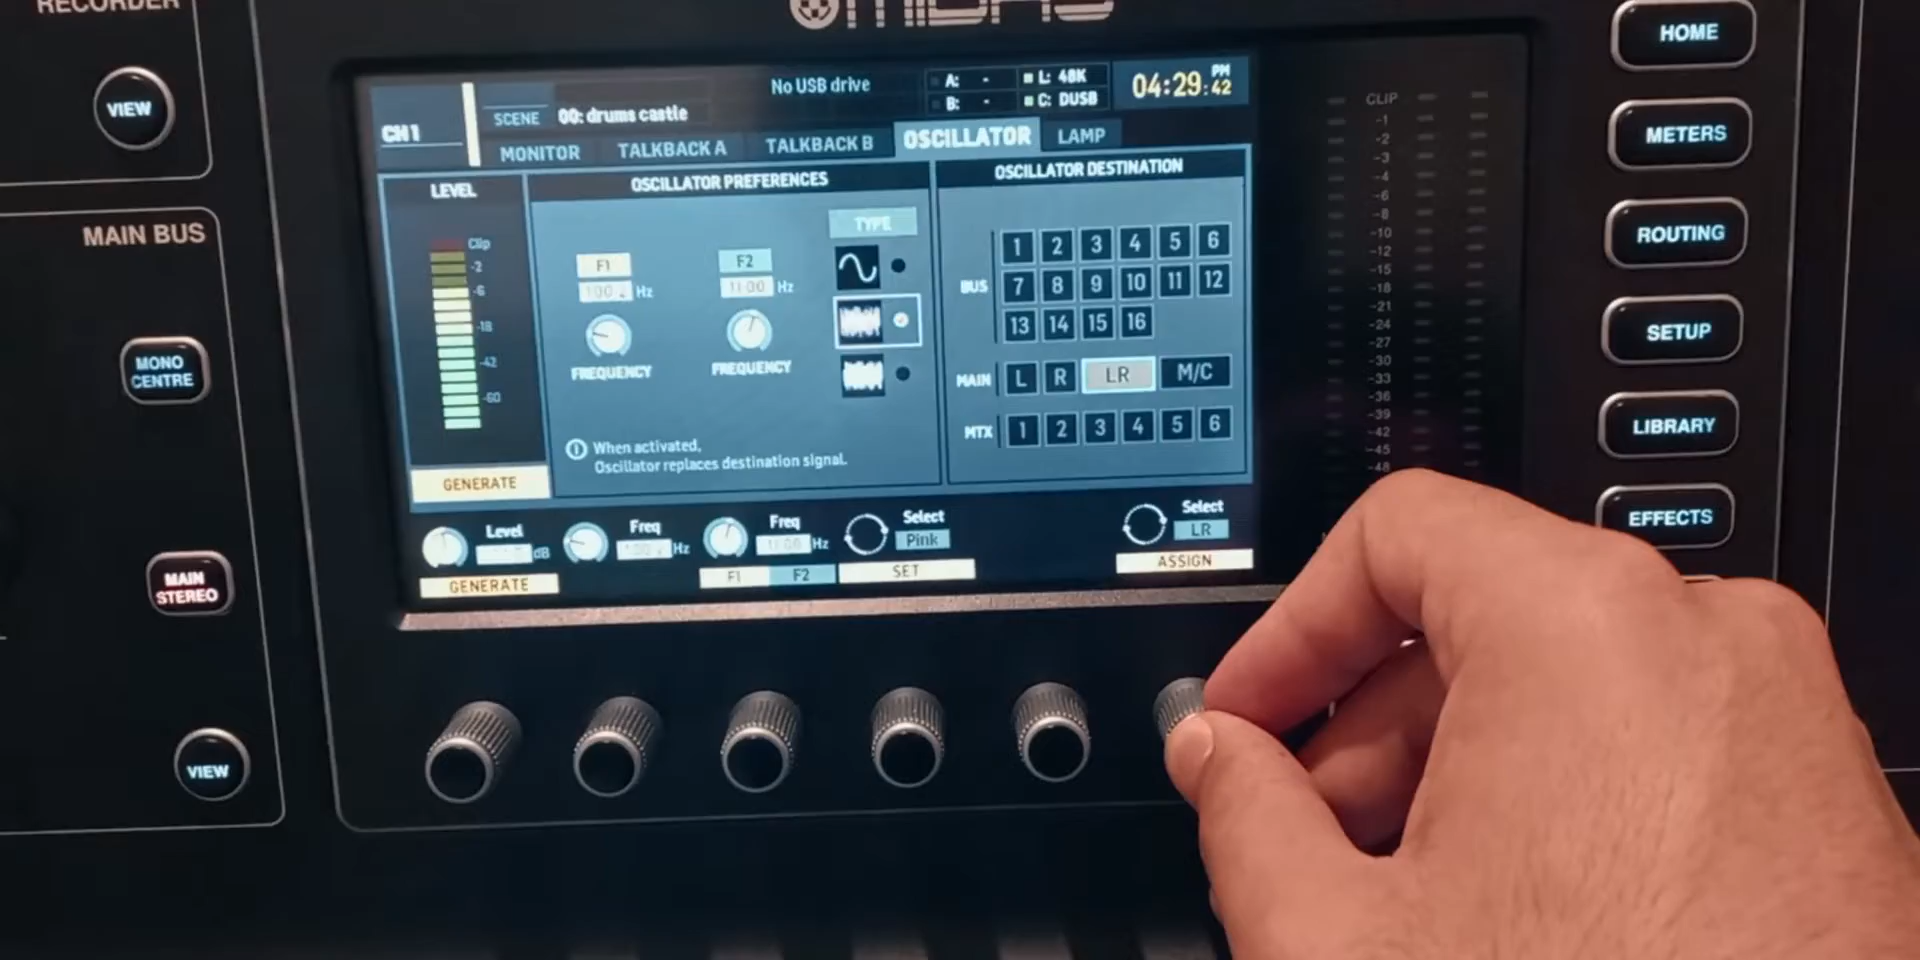 RECORDER
VIEW
MAIN BUS
MONO
CENTRE
MAIN
STEREO
VIEW
MIDAS
CH 1
SCENE
00: drums castle
No USB drive
A: -
B: -
L: 48K
C: DUSB
04:29:42 PM
MONITOR
TALKBACK A
TALKBACK B
OSCILLATOR
LAMP
LEVEL
Clip
-2
-6
-18
-42
-60
GENERATE
OSCILLATOR PREFERENCES
TYPE
F1
Hz
FREQUENCY
F2
Hz
FREQUENCY
When activated,
Oscillator replaces destination signal.
OSCILLATOR DESTINATION
BUS
1 2 3 4 5 6
7 8 9 10 11 12
13 14 15 16
MAIN L R LR M/C
MTX 1 2 3 4 5 6
Level
dB
GENERATE
Freq
Hz
Freq
Hz
F1 F2
Select
Pink
SET
Select
LR
ASSIGN
CLIP
-1
-2
-3
-4
-6
-8
-10
-12
-15
-18
-21
-24
-27
-30
-33
-36
-39
-42
-45
-48
HOME
METERS
ROUTING
SETUP
LIBRARY
EFFECTS